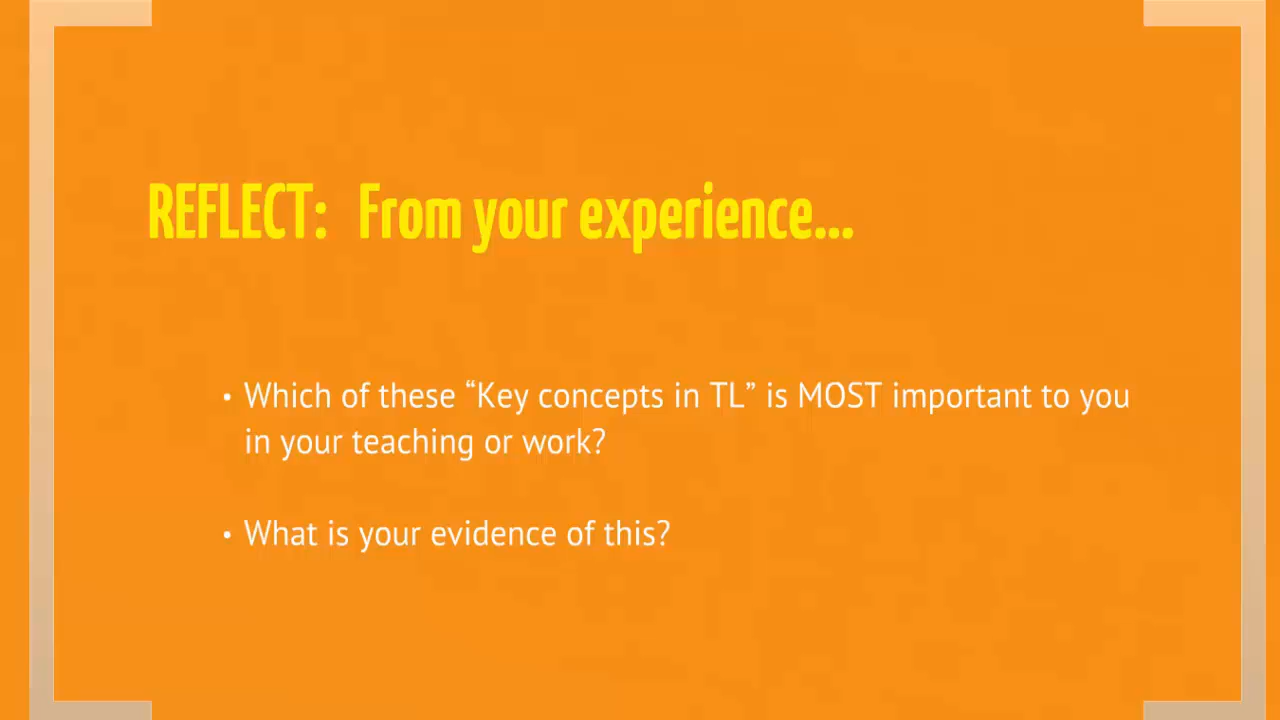 REFLECT: From your experience...
• Which of these “Key concepts in TL” is MOST important to you
in your teaching or work?
• What is your evidence of this?